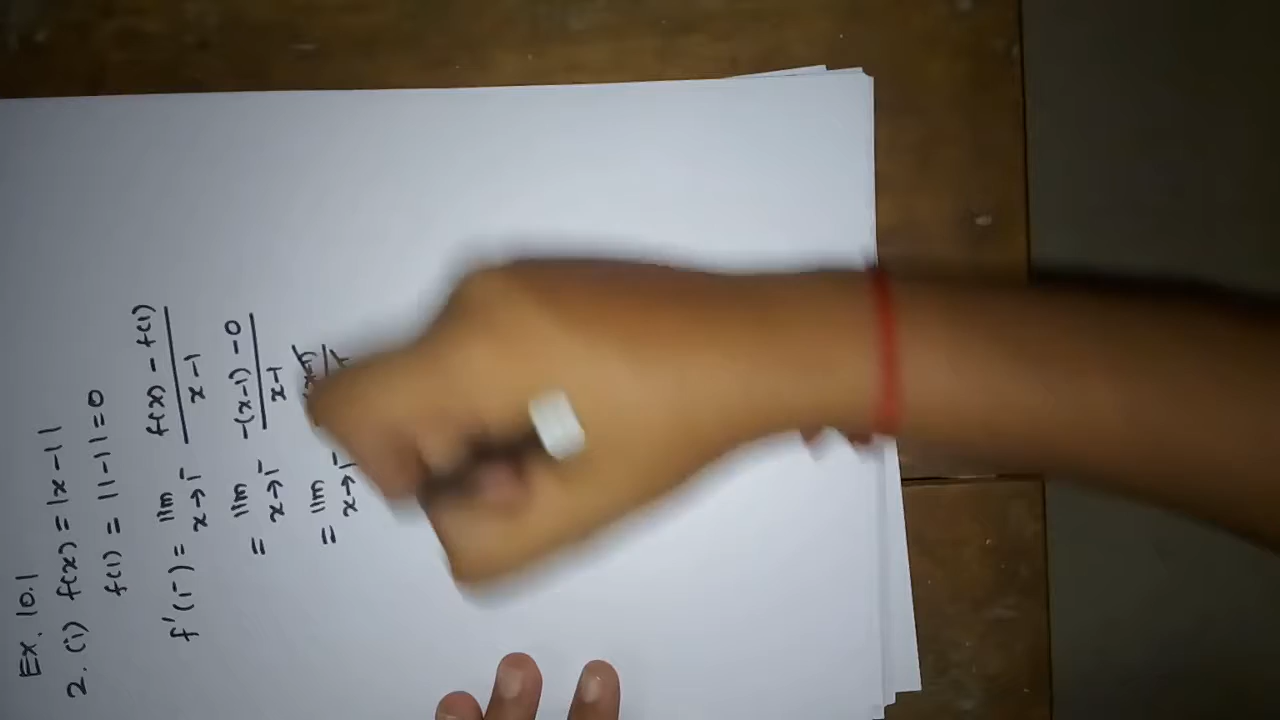 Ex. 10.1
2. (i) f(x) = |x-1|
f(1) = |1-1| = 0
f'(1⁻) = lim x→1⁻ (f(x) - f(1))/(x-1)
= lim x→1⁻ (-(x-1) - 0)/(x-1)
= lim x→1⁻